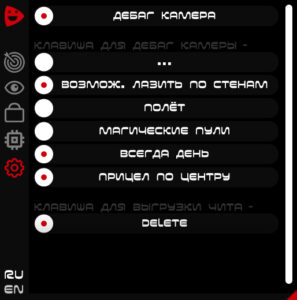 ДЕБАГ КАМЕРА
КЛАВИША ДЛЯ ДЕБАГ КАМЕРЫ -
...
ВОЗМОЖ. ЛАЗИТЬ ПО СТЕНАМ
ПОЛЁТ
МАГИЧЕСКИЕ ПУЛИ
ВСЕГДА ДЕНЬ
ПРИЦЕЛ ПО ЦЕНТРУ
КЛАВИША ДЛЯ ВЫГРУЗКИ ЧИТА -
DELETE
RU
EN